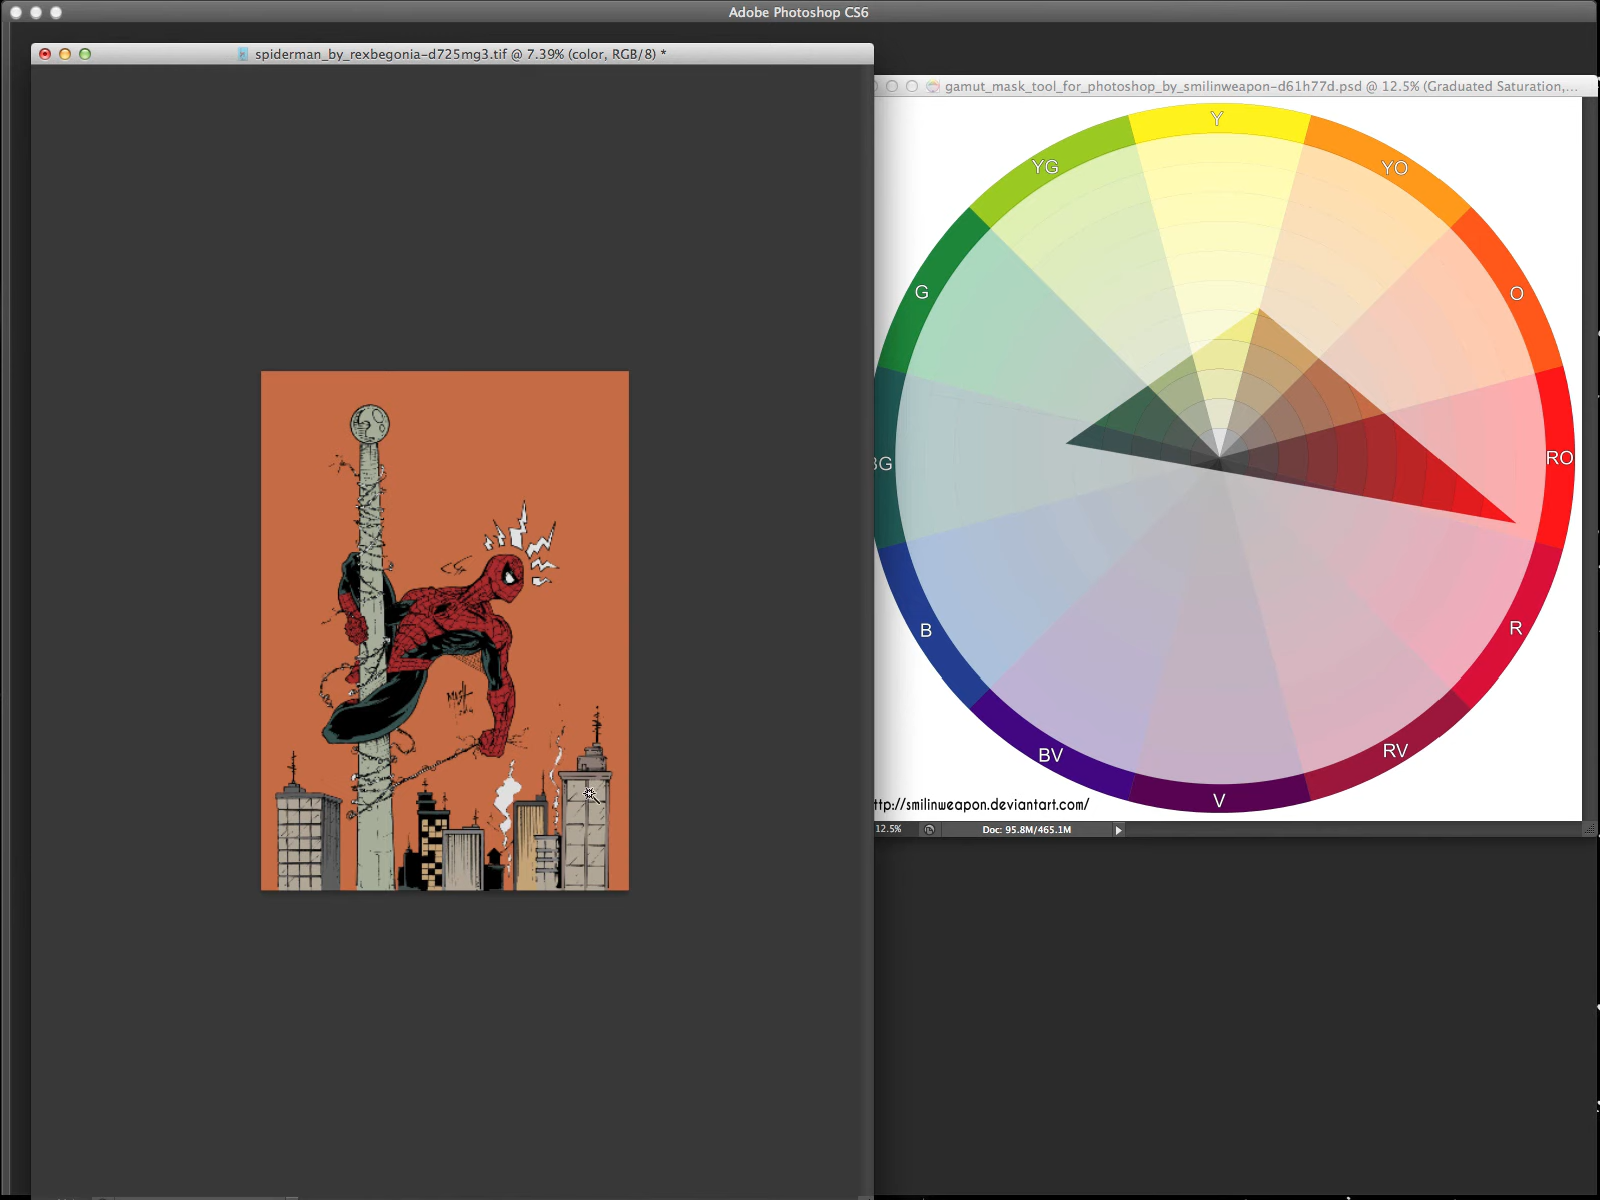 Adobe Photoshop CS6
spiderman_by_rexbegonia-d725mg3.tif @ 7.39% (color, RGB/8) *
gamut_mask_tool_for_photoshop_by_smilinweapon-d61h77d.psd @ 12.5% (Graduated Saturation,...
Y
YG
YO
G
O
BG
RO
B
R
BV
RV
V
ttp://smilinweapon.deviantart.com/
12.5%
Doc: 95.8M/465.1M